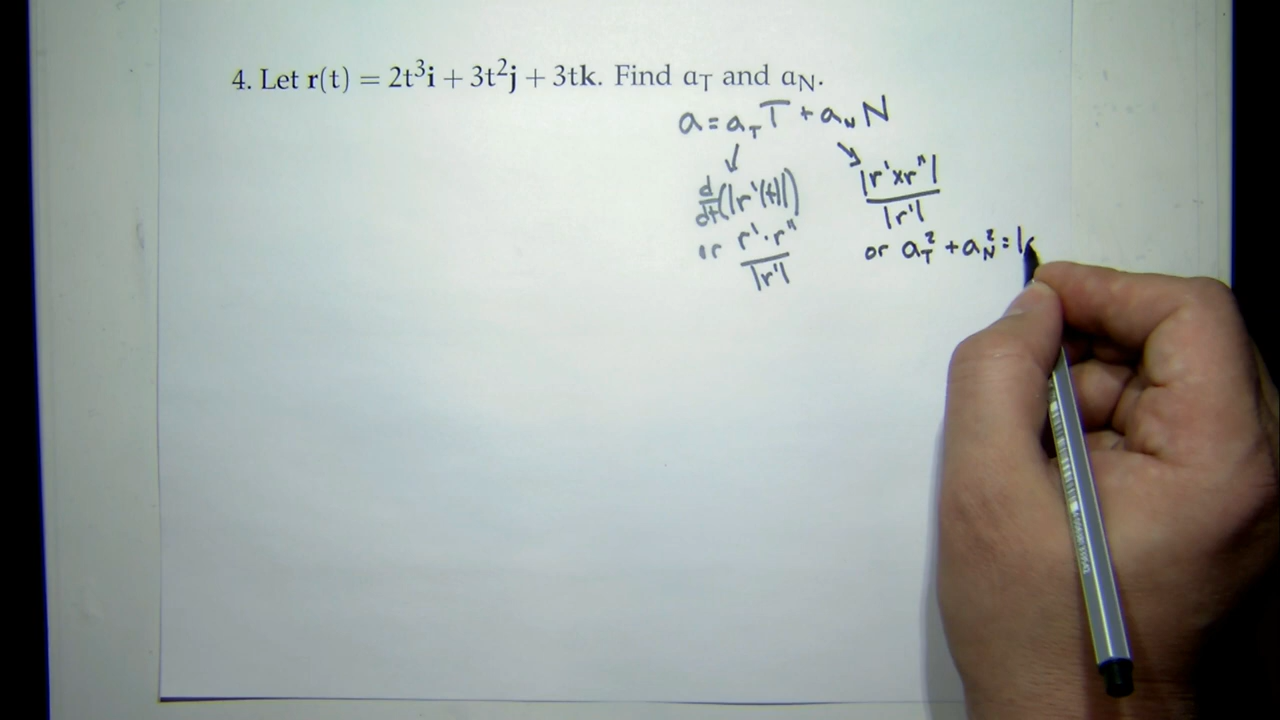 4. Let r(t) = 2t³i + 3t²j + 3tk. Find a_T and a_N.
a = a_T T + a_N N
d/dt(|r'(t)|)
|r'×r"|/|r'|
or r'·r"/|r'|
or a_T² + a_N² = |